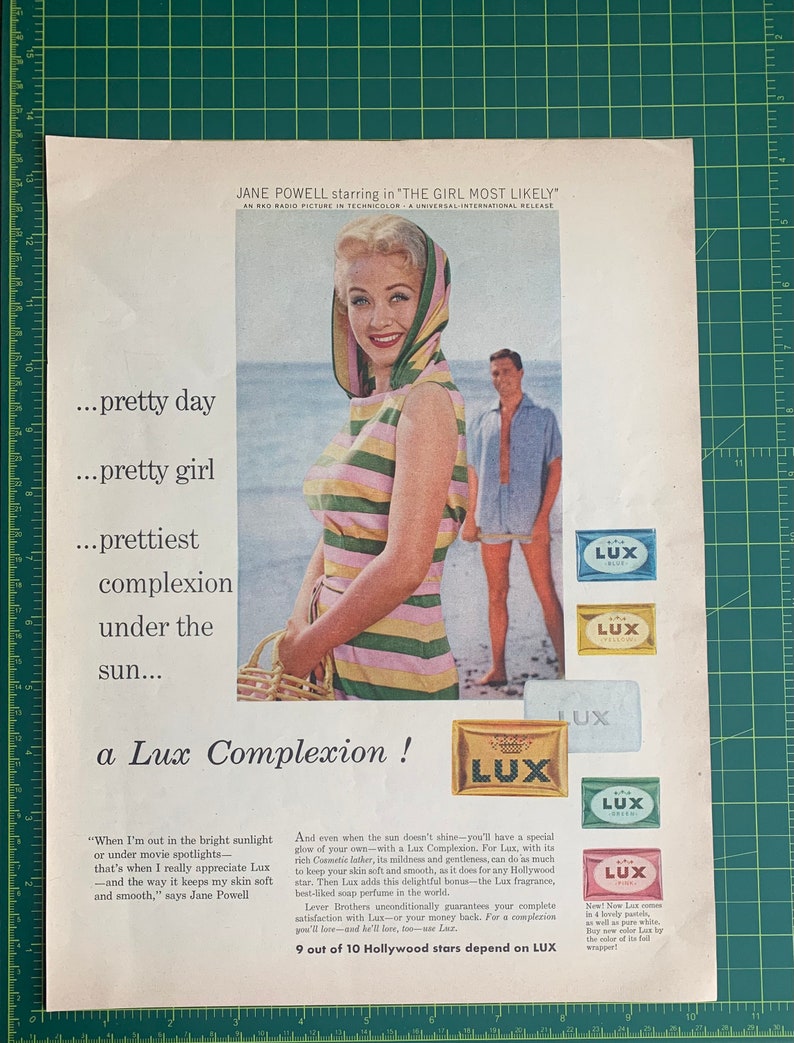 JANE POWELL starring in "THE GIRL MOST LIKELY"
AN RKO RADIO PICTURE IN TECHNICOLOR · A UNIVERSAL-INTERNATIONAL RELEASE
...pretty day
...pretty girl
...prettiest
complexion
under the
sun...
a Lux Complexion !
LUX
BLUE
LUX
YELLOW
LUX
LUX
LUX
GREEN
LUX
PINK
"When I'm out in the bright sunlight
or under movie spotlights—
that's when I really appreciate Lux
—and the way it keeps my skin soft
and smooth," says Jane Powell
And even when the sun doesn't shine—you'll have a special
glow of your own—with a Lux Complexion. For Lux, with its
rich Cosmetic lather, its mildness and gentleness, can do as much
to keep your skin soft and smooth, as it does for any Hollywood
star. Then Lux adds this delightful bonus—the Lux fragrance,
best-liked soap perfume in the world.
Lever Brothers unconditionally guarantees your complete
satisfaction with Lux—or your money back. For a complexion
you'll love—and he'll love, too—use Lux.
9 out of 10 Hollywood stars depend on LUX
New! Now Lux comes
in 4 lovely pastels,
as well as pure white.
Buy new color Lux by
the color of its foil
wrapper!